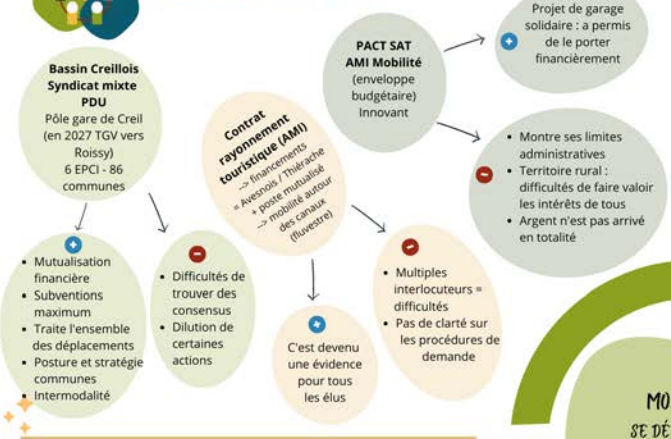 Bassin Creillois
Syndicat mixte
PDU
Pôle gare de Creil
(en 2027 TGV vers
Roissy)
6 EPCI - 86
communes
• Mutualisation
financière
• Subventions
maximum
• Traite l'ensemble
des déplacements
• Posture et stratégie
communes
• Intermodalité
• Difficultés de
trouver des
consensus
• Dilution de
certaines
actions
Contrat
rayonnement
touristique (AMI)
--> financements
= Avesnois / Thiérache
+ poste mutualisé
--> mobilité autour
des canaux
(fluvestre)
C'est devenu
une évidence
pour tous
les élus
• Multiples
interlocuteurs =
difficultés
• Pas de clarté sur
les procédures de
demande
PACT SAT
AMI Mobilité
(enveloppe
budgétaire)
Innovant
Projet de garage
solidaire : a permis
de le porter
financièrement
• Montre ses limites
administratives
• Territoire rural :
difficultés de faire valoir
les intérêts de tous
• Argent n'est pas arrivé
en totalité
MO
SE DÉ